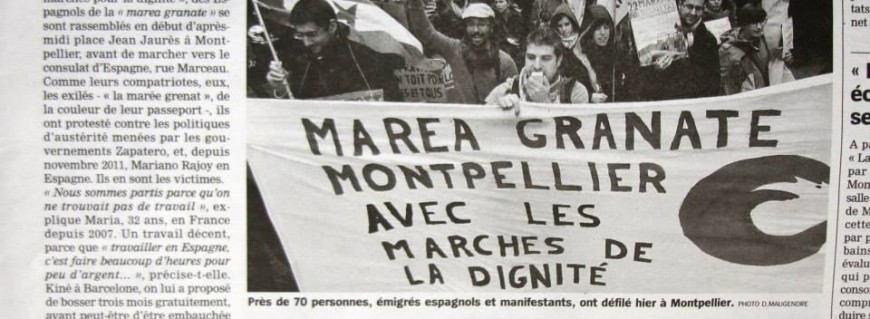 pagnols de la « marea granate » se
sont rassemblés en début d'après-
midi place Jean Jaurès à Mont-
pellier, avant de marcher vers le
consulat d'Espagne, rue Marceau.
Comme leurs compatriotes, eux,
les exilés - « la marée grenat », de
la couleur de leur passeport -, ils
ont protesté contre les politiques
d'austérité menées par les gou-
vernements Zapatero, et, depuis
novembre 2011, Mariano Rajoy en
Espagne. Ils en sont les victimes.
« Nous sommes partis parce qu'on
ne trouvait pas de travail », ex-
plique Maria, 32 ans, en France
depuis 2007. Un travail décent,
parce que « travailler en Espagne,
c'est faire beaucoup d'heures pour
peu d'argent... », précise-t-elle.
Kiné à Barcelone, on lui a proposé
de bosser trois mois gratuitement,
avant peut-être d'être embauchée
MAREA GRANATE
MONTPELLIER
AVEC LES
MARCHES DE
LA DIGNITÉ
Près de 70 personnes, émigrés espagnols et manifestants, ont défilé hier à Montpellier. PHOTO D.MAUGENDRE
tats
net
« 
éc
se
A pa
« La
par
Mon
salle
de M
cette
par p
bains
évalu
qui p
conso
comm
duire s